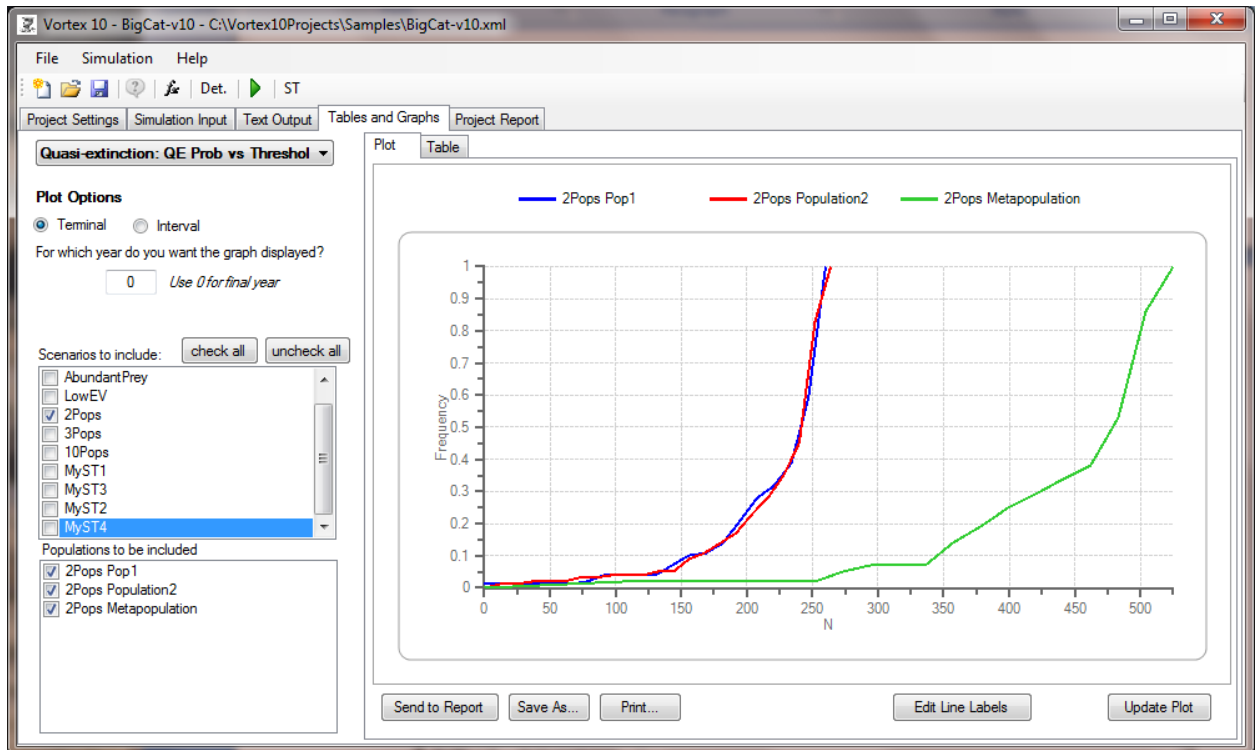 Vortex 10 - BigCat-v10 - C:\Vortex10Projects\Samples\BigCat-v10.xml
File Simulation Help
fx Det. ST
Project Settings Simulation Input Text Output Tables and Graphs Project Report
Quasi-extinction: QE Prob vs Threshol
Plot Options
Terminal Interval
For which year do you want the graph displayed?
0 Use 0 for final year
Scenarios to include: check all uncheck all
AbundantPrey
LowEV
2Pops
3Pops
10Pops
MyST1
MyST3
MyST2
MyST4
Populations to be included
2Pops Pop1
2Pops Population2
2Pops Metapopulation
Plot Table
2Pops Pop1 2Pops Population2 2Pops Metapopulation
1
0.9
0.8
0.7
0.6
0.5
0.4
0.3
0.2
0.1
0
Frequency
0 50 100 150 200 250 300 350 400 450 500
N
Send to Report Save As... Print... Edit Line Labels Update Plot